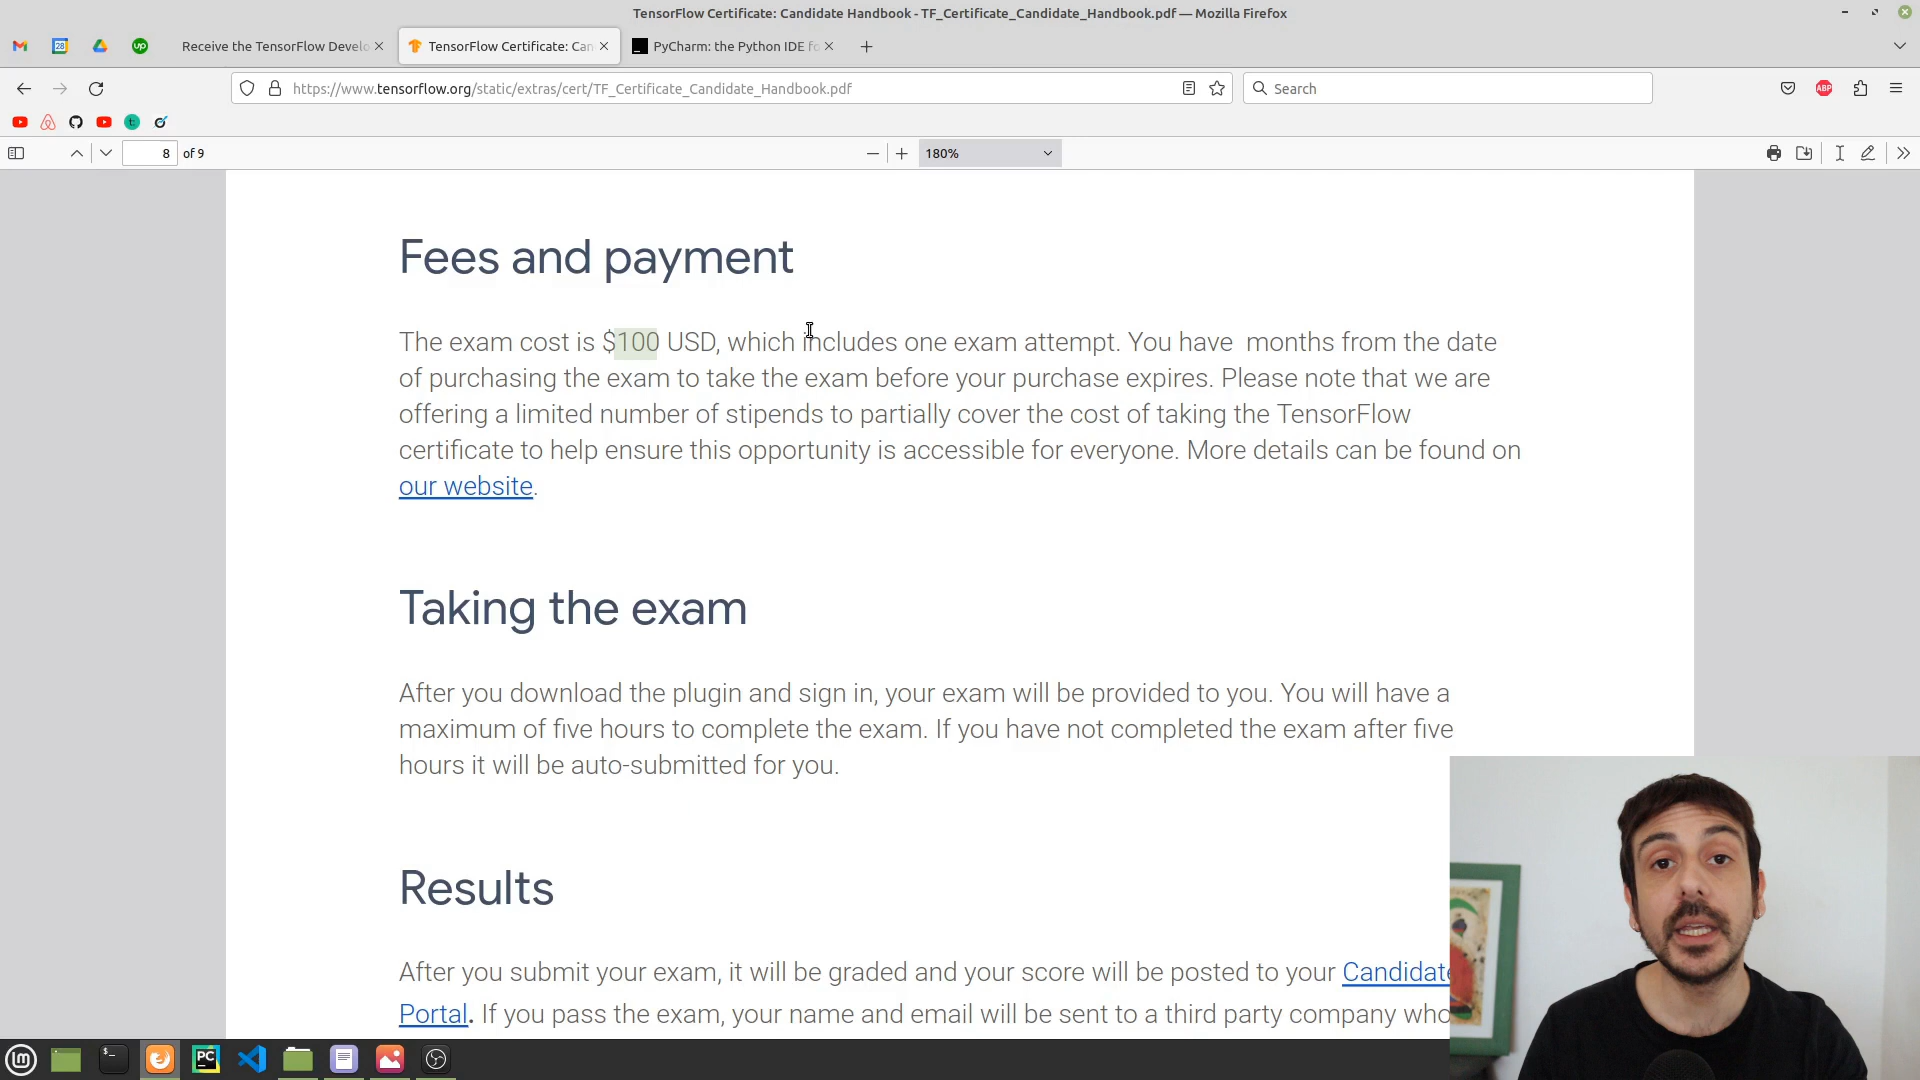 TensorFlow Certificate: Candidate Handbook - TF_Certificate_Candidate_Handbook.pdf — Mozilla Firefox
28
up
Receive the TensorFlow Develo
TensorFlow Certificate: Can
PyCharm: the Python IDE fo
https://www.tensorflow.org/static/extras/cert/TF_Certificate_Candidate_Handbook.pdf
Search
ABP
8 of 9
180%
Fees and payment
The exam cost is $100 USD, which includes one exam attempt. You have  months from the date
of purchasing the exam to take the exam before your purchase expires. Please note that we are
offering a limited number of stipends to partially cover the cost of taking the TensorFlow
certificate to help ensure this opportunity is accessible for everyone. More details can be found on
our website.
Taking the exam
After you download the plugin and sign in, your exam will be provided to you. You will have a
maximum of five hours to complete the exam. If you have not completed the exam after five
hours it will be auto-submitted for you.
Results
After you submit your exam, it will be graded and your score will be posted to your Candidate
Portal. If you pass the exam, your name and email will be sent to a third party company who
PC